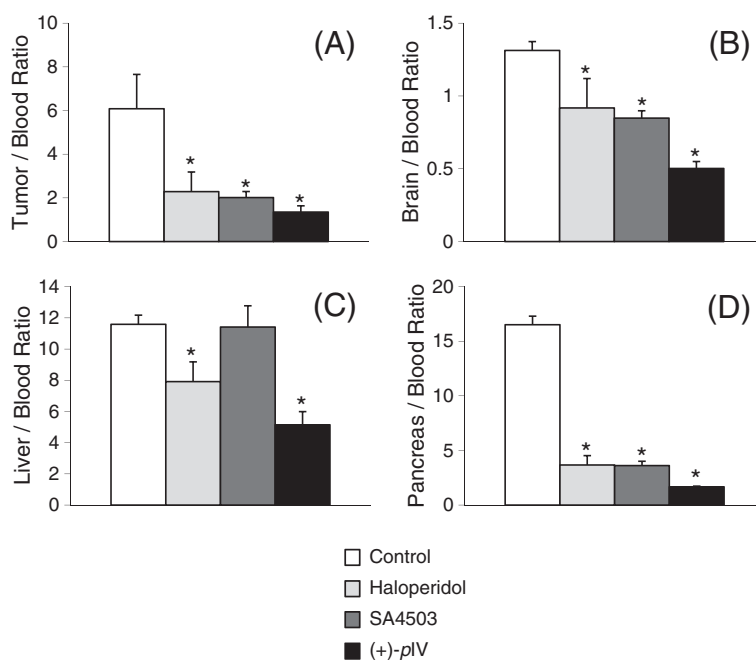 (A)
Tumor / Blood Ratio
10
8
6
4
2
0
* * *
(B)
Brain / Blood Ratio
1.5
1
0.5
0
* * *
(C)
Liver / Blood Ratio
14
12
10
8
6
4
2
0
* *
(D)
Pancreas / Blood Ratio
20
15
10
5
0
* * *
Control
Haloperidol
SA4503
(+)-pIV